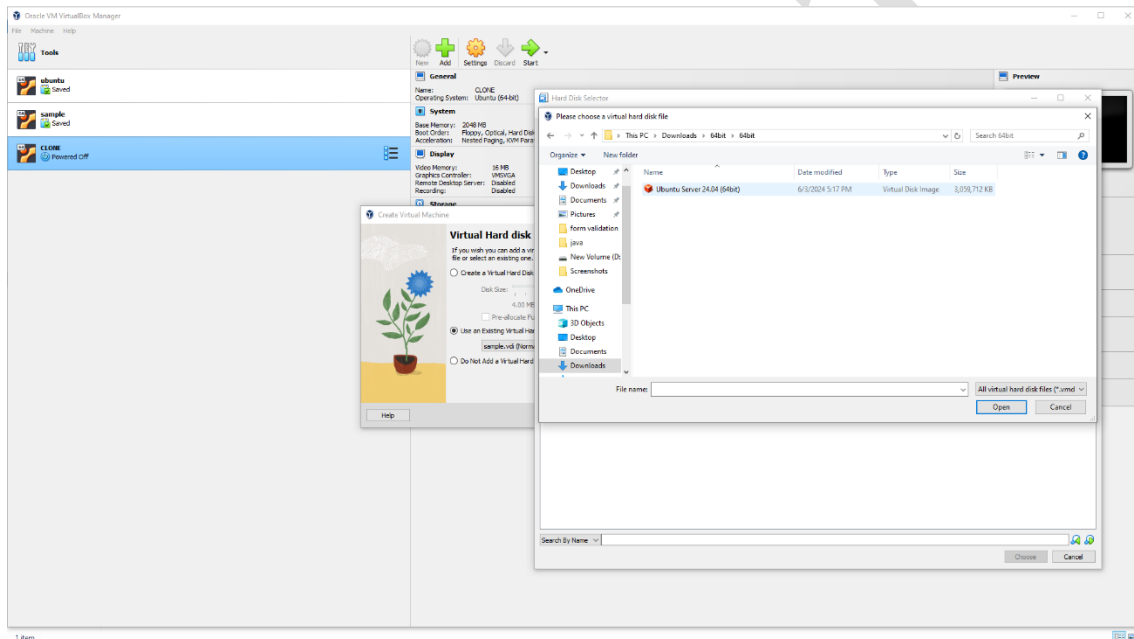 Oracle VM VirtualBox Manager
File Machine Help
Tools
New Add Settings Discard Start
ubuntu
Saved
sample
Saved
CLONE
Powered Off
General
Name: CLONE
Operating System: Ubuntu (64-bit)
System
Base Memory: 2048 MB
Boot Order: Floppy, Optical, Hard Disk
Acceleration: Nested Paging, KVM Para
Display
Video Memory: 16 MB
Graphics Controller: VMSVGA
Remote Desktop Server: Disabled
Recording: Disabled
Storage
Preview
Create Virtual Machine
Virtual Hard disk
If you wish you can add a vir
file or select an existing one.
Create a Virtual Hard Disk
Disk Size:
4.00 MB
Pre-allocate Fu
Use an Existing Virtual Har
sample.vdi (Norm
Do Not Add a Virtual Hard
Help
Hard Disk Selector
Please choose a virtual hard disk file
This PC > Downloads > 64bit > 64bit
Search 64bit
Organize New folder
Name Date modified Type Size
Ubuntu Server 24.04 (64bit) 6/3/2024 5:17 PM Virtual Disk Image 3,059,712 KB
Desktop
Downloads
Documents
Pictures
form validation
java
New Volume (D:
Screenshots
OneDrive
This PC
3D Objects
Desktop
Documents
Downloads
File name:
All virtual hard disk files (*.vmd
Open Cancel
Search By Name
Choose Cancel
1 item